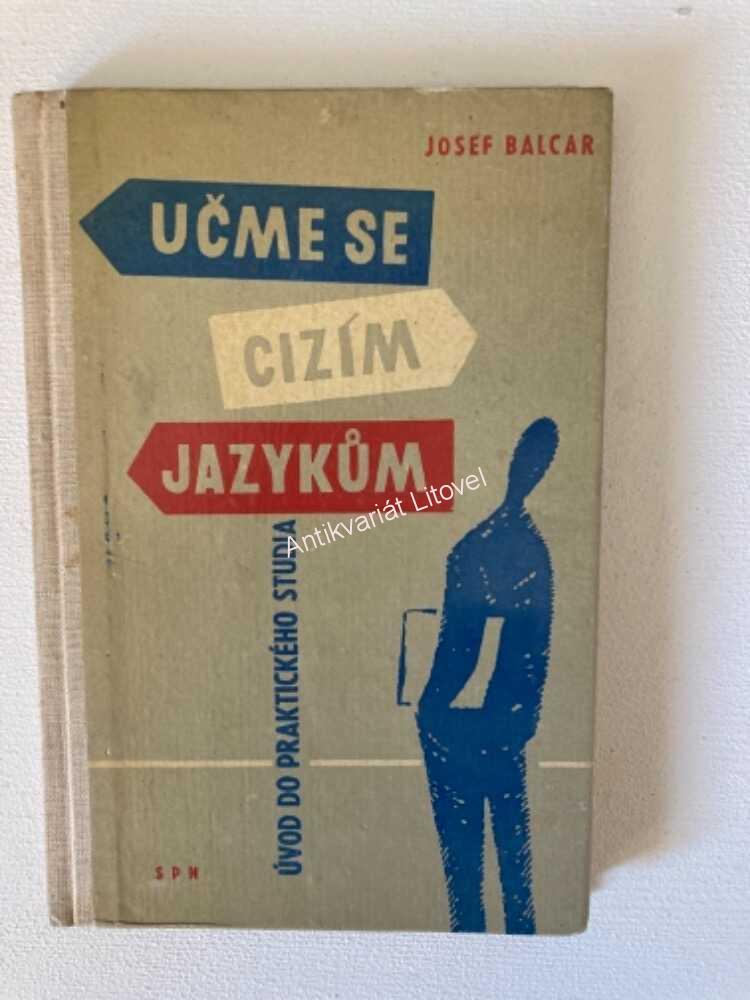 JOSEF BALCAR
UČME SE
CIZÍM
JAZYKŮM
ÚVOD DO PRAKTICKÉHO STUDIA
Antikvariát Litovel
SPN